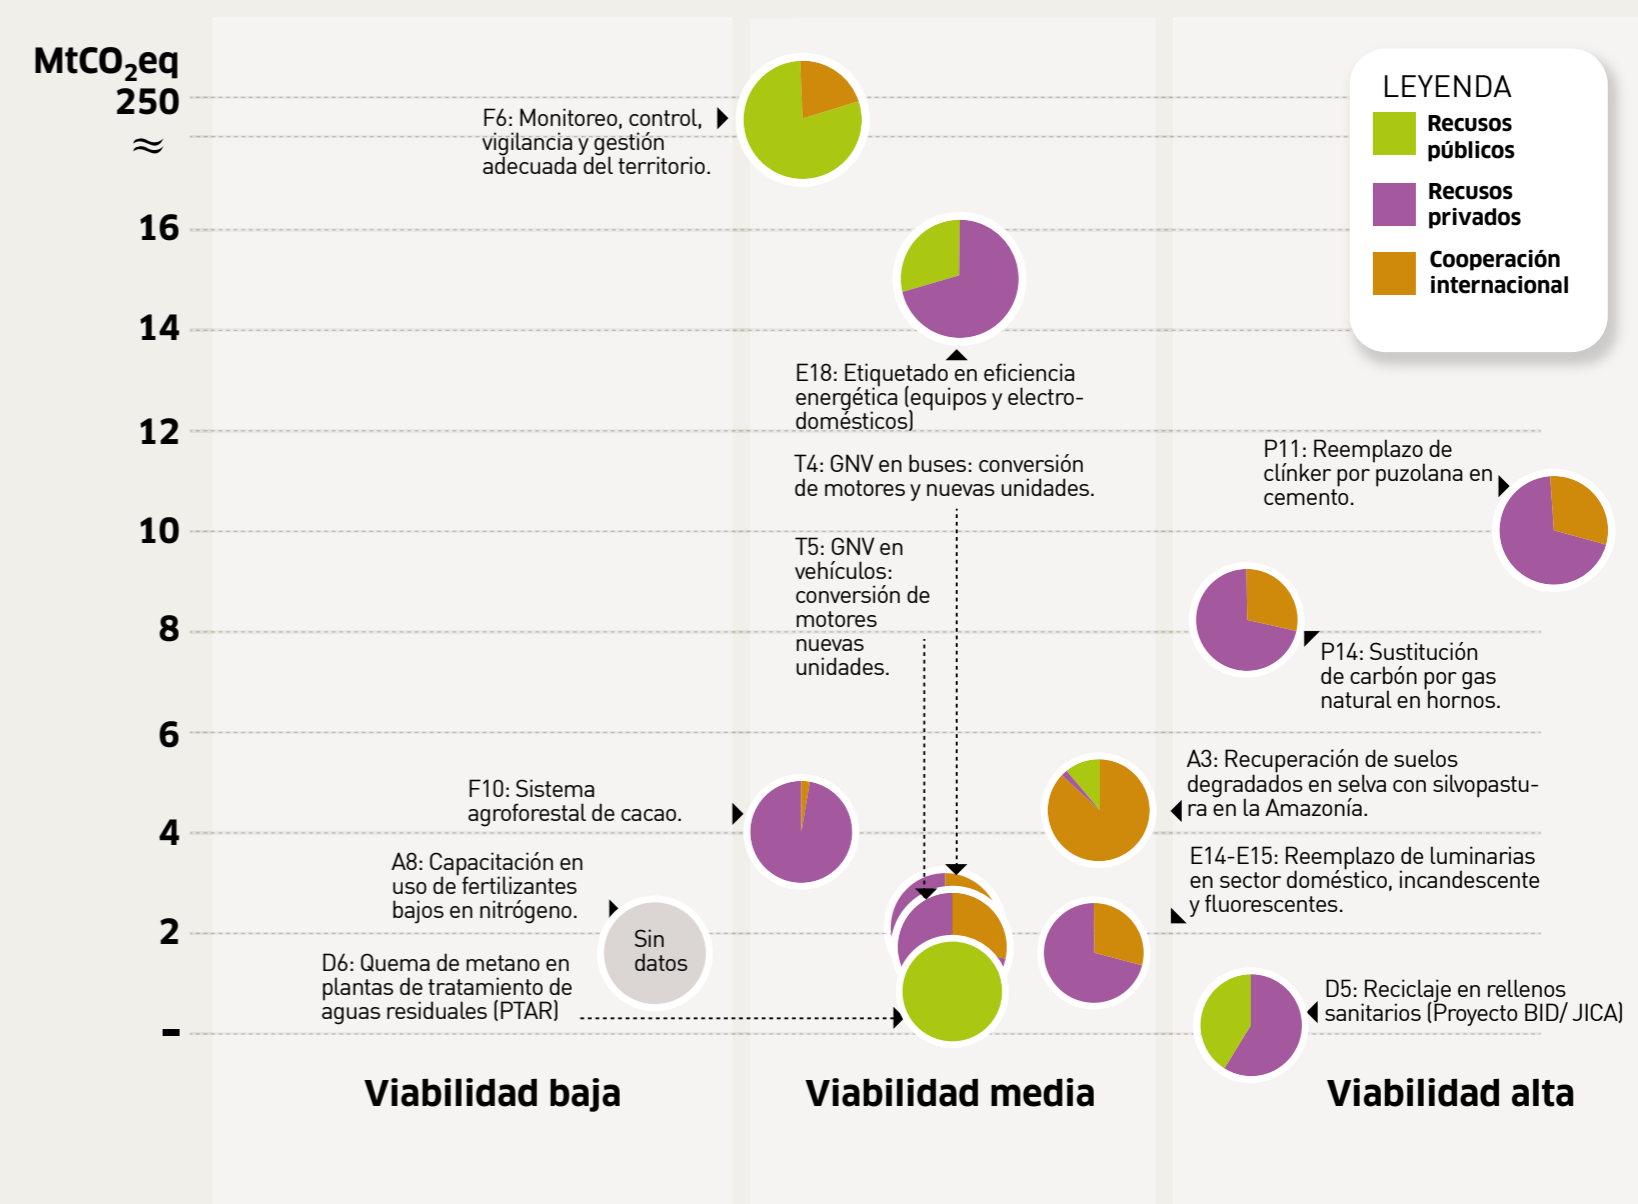 MtCO₂eq
250
≈
16
14
12
10
8
6
4
2
-
F6: Monitoreo, control,
vigilancia y gestión
adecuada del territorio.
LEYENDA
Recusos
públicos
Recusos
privados
Cooperación
internacional
E18: Etiquetado en eficiencia
energética (equipos y electro-
domésticos)
T4: GNV en buses: conversión
de motores y nuevas unidades.
T5: GNV en
vehículos:
conversión de
motores
nuevas
unidades.
P11: Reemplazo de
clínker por puzolana en
cemento.
P14: Sustitución
de carbón por gas
natural en hornos.
F10: Sistema
agroforestal de cacao.
A3: Recuperación de suelos
degradados en selva con silvopastu-
ra en la Amazonía.
A8: Capacitación en
uso de fertilizantes
bajos en nitrógeno.
Sin
datos
E14-E15: Reemplazo de luminarias
en sector doméstico, incandescente
y fluorescentes.
D6: Quema de metano en
plantas de tratamiento de
aguas residuales (PTAR)
D5: Reciclaje en rellenos
sanitarios (Proyecto BID/ JICA)
Viabilidad baja
Viabilidad media
Viabilidad alta